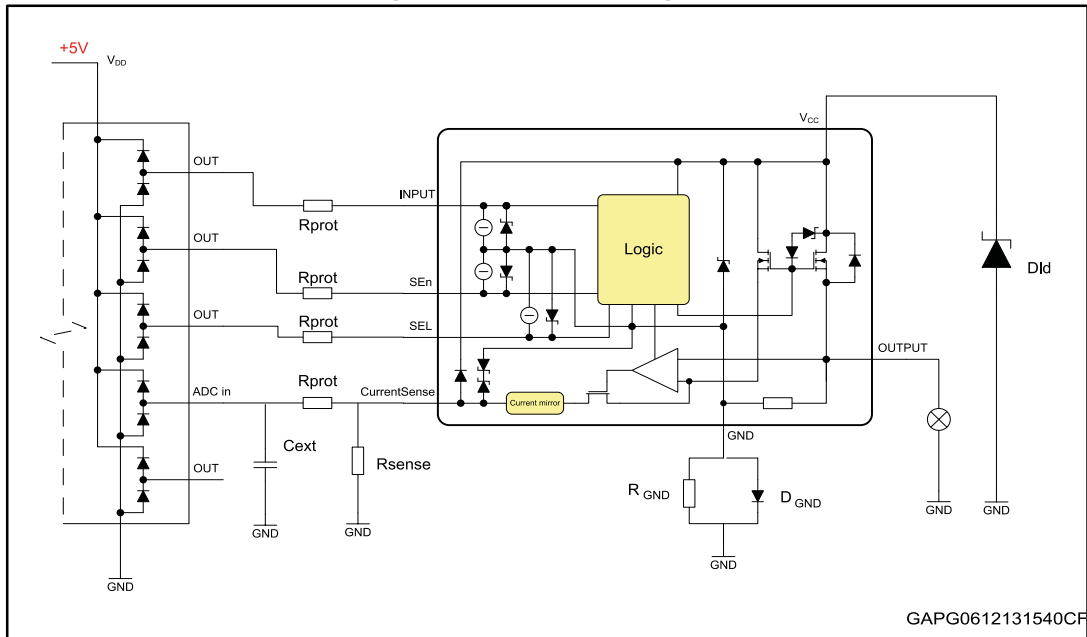 +5V
VDD
VCC
OUT
INPUT
Rprot
Logic
OUT
Dld
Rprot
SEn
OUT
Rprot
SEL
OUTPUT
ADC in
Rprot
CurrentSense
Current mirror
GND
Cext
Rsense
OUT
R GND
D GND
GND
GND
GND
GND
GND
GND
GAPG0612131540CF